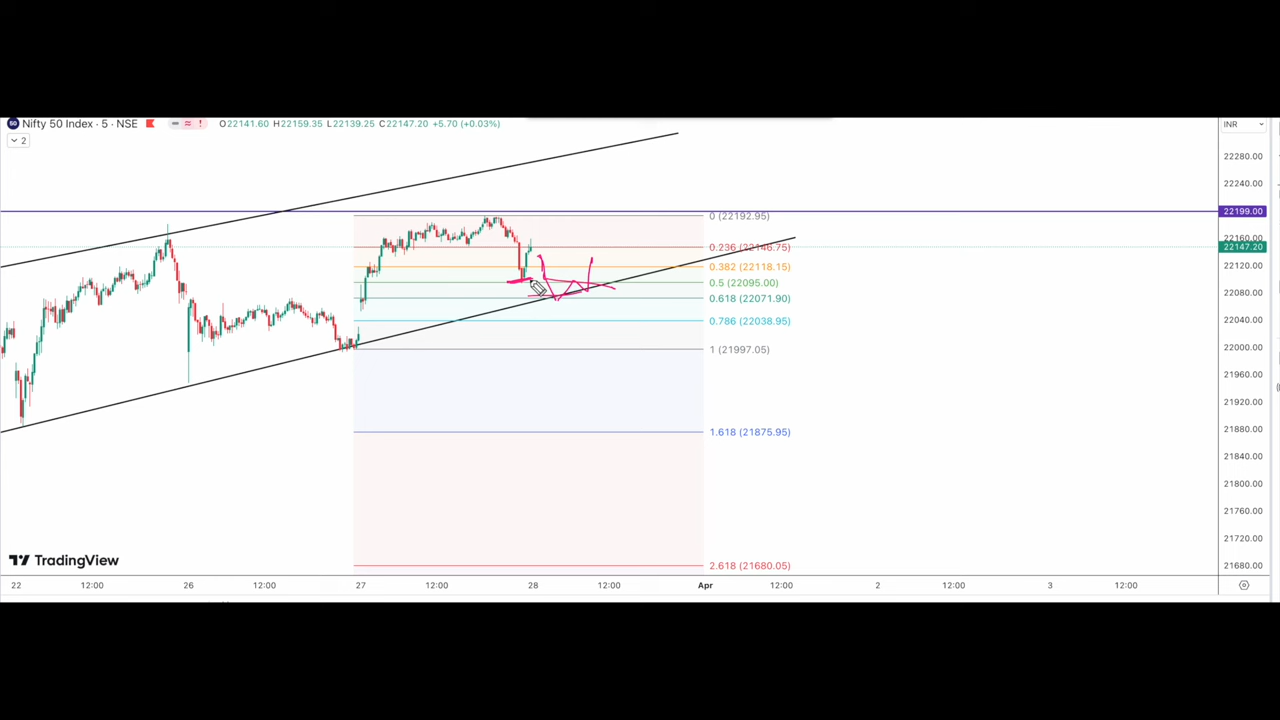 Nifty 50 Index · 5 · NSE O22141.60 H22159.35 L22139.25 C22147.20 +5.70 (+0.03%) INR
2
22280.00
22240.00
0 (22192.95) 22199.00
22160.00
0.236 (22146.75) 22147.20
0.382 (22118.15) 22120.00
0.5 (22095.00)
22080.00
0.618 (22071.90)
0.786 (22038.95) 22040.00
1 (21997.05) 22000.00
21960.00
21920.00
1.618 (21875.95) 21880.00
21840.00
21800.00
21760.00
21720.00
TradingView
2.618 (21680.05) 21680.00
22 12:00 26 12:00 27 12:00 28 12:00 Apr 12:00 2 12:00 3 12:00